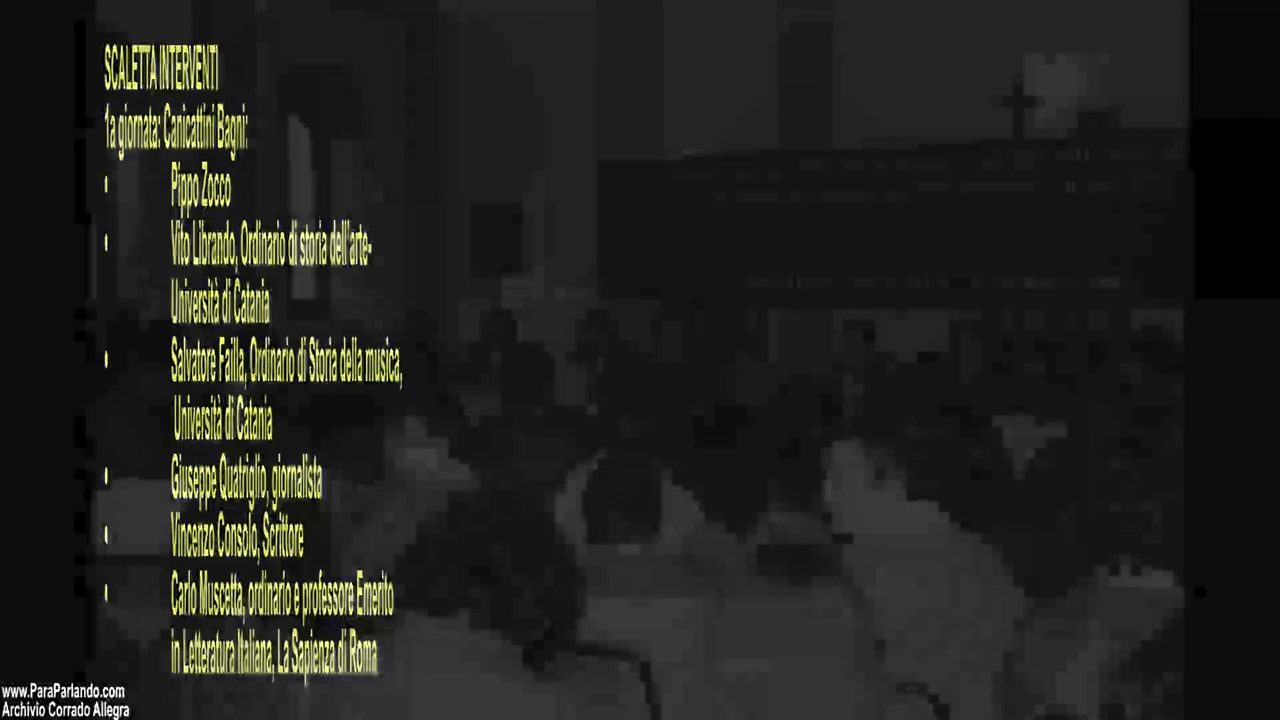 SCALETTA INTERVENTI
1a giornata: Canicattini Bagni:
• Pippo Zocco
• Vito Librando, Ordinario di storia dell'arte-
Università di Catania
• Salvatore Failla, Ordinario di Storia della musica,
Università di Catania
• Giuseppe Quatriglio, giornalista
• Vincenzo Consolo, Scrittore
• Carlo Muscetta, ordinario e professore Emerito
in Letteratura Italiana, La Sapienza di Roma
www.ParaParlando.com
Archivio Corrado Allegra